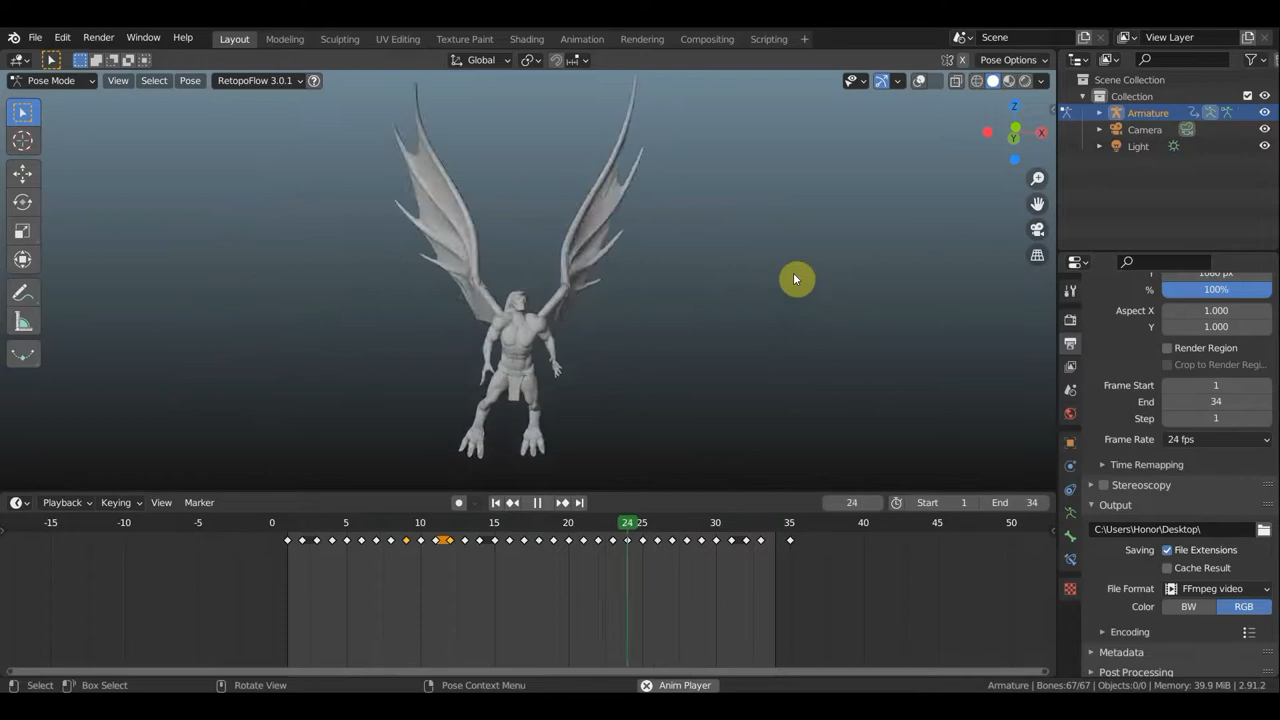 File Edit Render Window Help Layout Modeling Sculpting UV Editing Texture Paint Shading Animation Rendering Compositing Scripting + Scene View Layer
Global X Pose Options
Pose Mode View Select Pose RetopoFlow 3.0.1 ?
Scene Collection
Collection
Armature
Camera
Light
Z
Y X
%  100%
Aspect X 1.000
Y 1.000
Render Region
Crop to Render Regi...
Frame Start 1
End 34
Step 1
Frame Rate 24 fps
Time Remapping
Stereoscopy
Output
C:\Users\Honor\Desktop\
Saving File Extensions
Cache Result
File Format FFmpeg video
Color BW RGB
Encoding
Metadata
Post Processing
Playback Keying View Marker 24 Start 1 End 34
-15 -10 -5 0 5 10 15 20 24 25 30 35 40 45 50
Select Box Select Rotate View Pose Context Menu Anim Player Armature | Bones:67/67 | Objects:0/0 | Memory: 39.9 MiB | 2.91.2